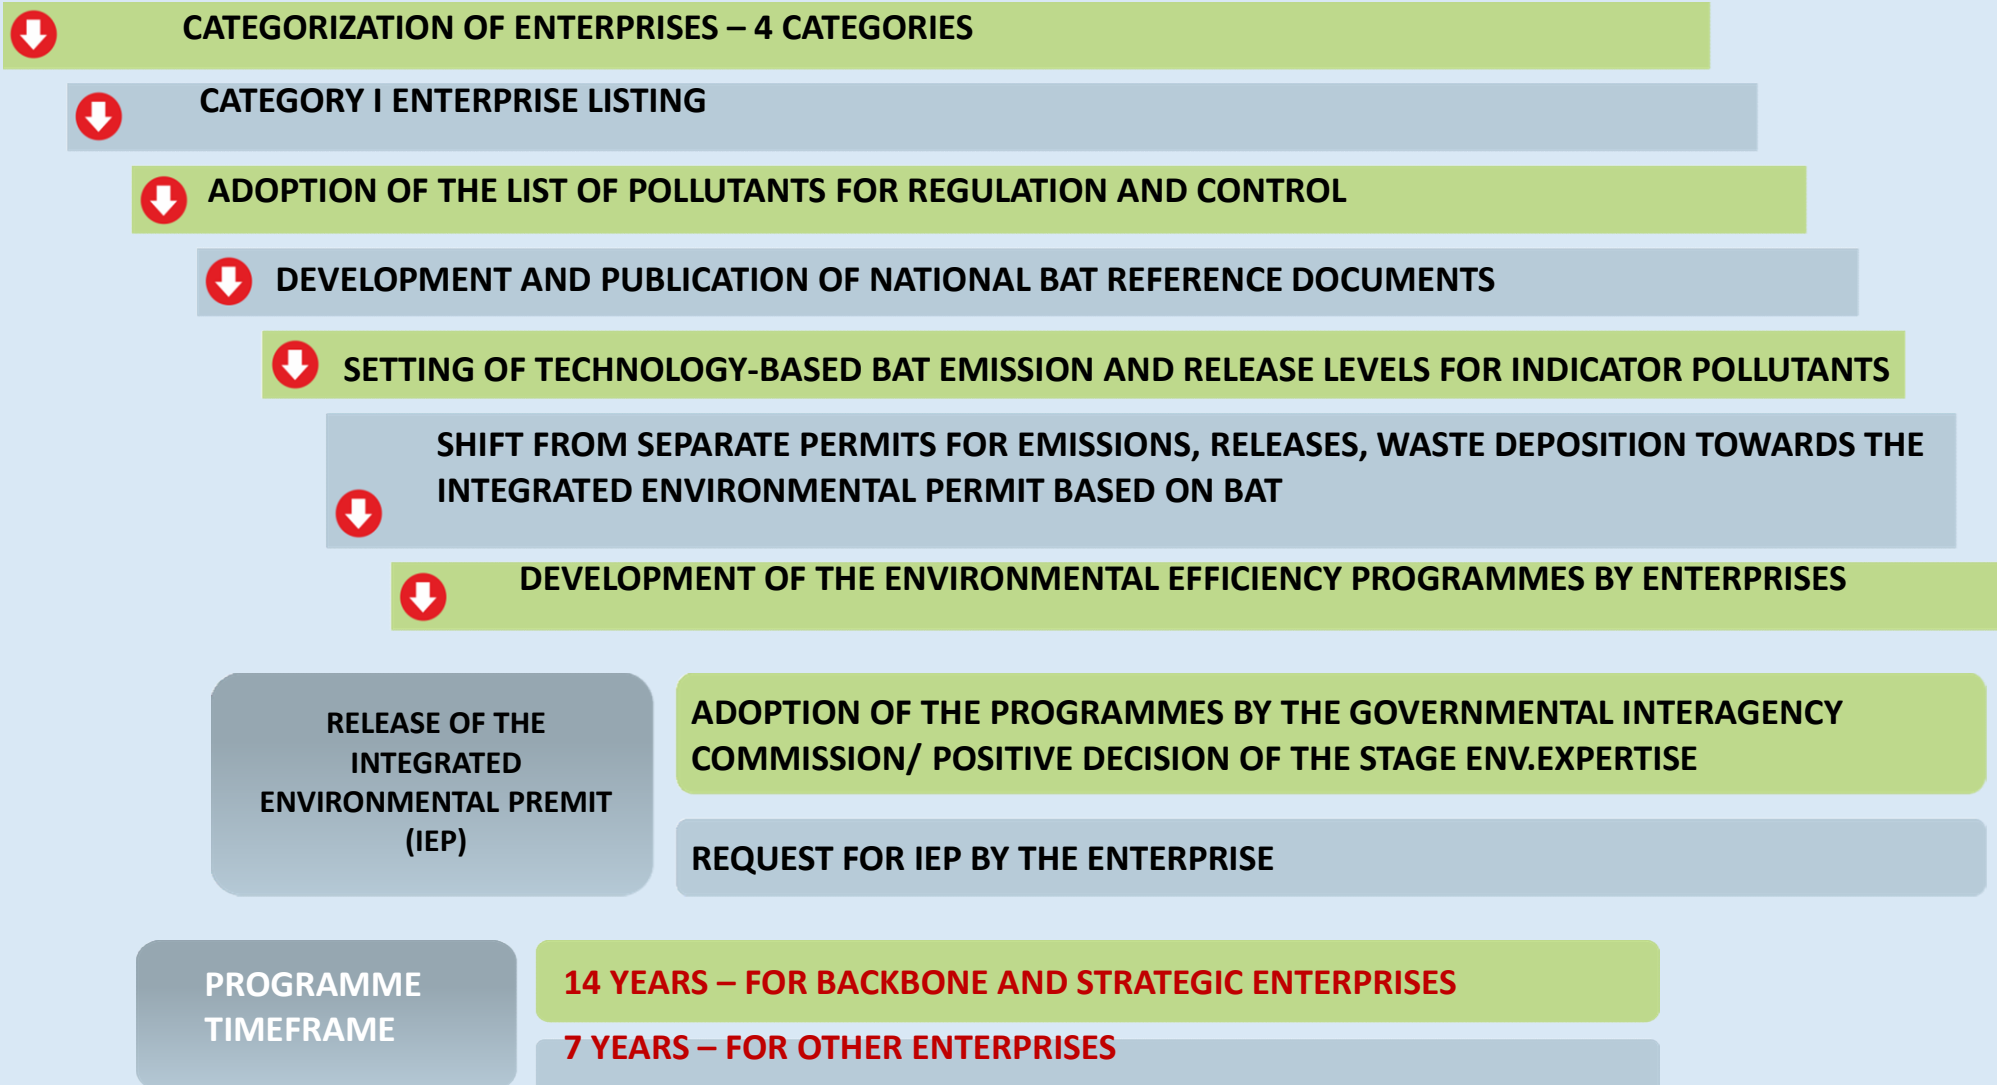 CATEGORIZATION OF ENTERPRISES – 4 CATEGORIES
CATEGORY I ENTERPRISE LISTING
ADOPTION OF THE LIST OF POLLUTANTS FOR REGULATION AND CONTROL
DEVELOPMENT AND PUBLICATION OF NATIONAL BAT REFERENCE DOCUMENTS
SETTING OF TECHNOLOGY-BASED BAT EMISSION AND RELEASE LEVELS FOR INDICATOR POLLUTANTS
SHIFT FROM SEPARATE PERMITS FOR EMISSIONS, RELEASES, WASTE DEPOSITION TOWARDS THE
INTEGRATED ENVIRONMENTAL PERMIT BASED ON BAT
DEVELOPMENT OF THE ENVIRONMENTAL EFFICIENCY PROGRAMMES BY ENTERPRISES
RELEASE OF THE
INTEGRATED
ENVIRONMENTAL PREMIT
(IEP)
ADOPTION OF THE PROGRAMMES BY THE GOVERNMENTAL INTERAGENCY
COMMISSION/ POSITIVE DECISION OF THE STAGE ENV.EXPERTISE
REQUEST FOR IEP BY THE ENTERPRISE
PROGRAMME
TIMEFRAME
14 YEARS – FOR BACKBONE AND STRATEGIC ENTERPRISES
7 YEARS – FOR OTHER ENTERPRISES